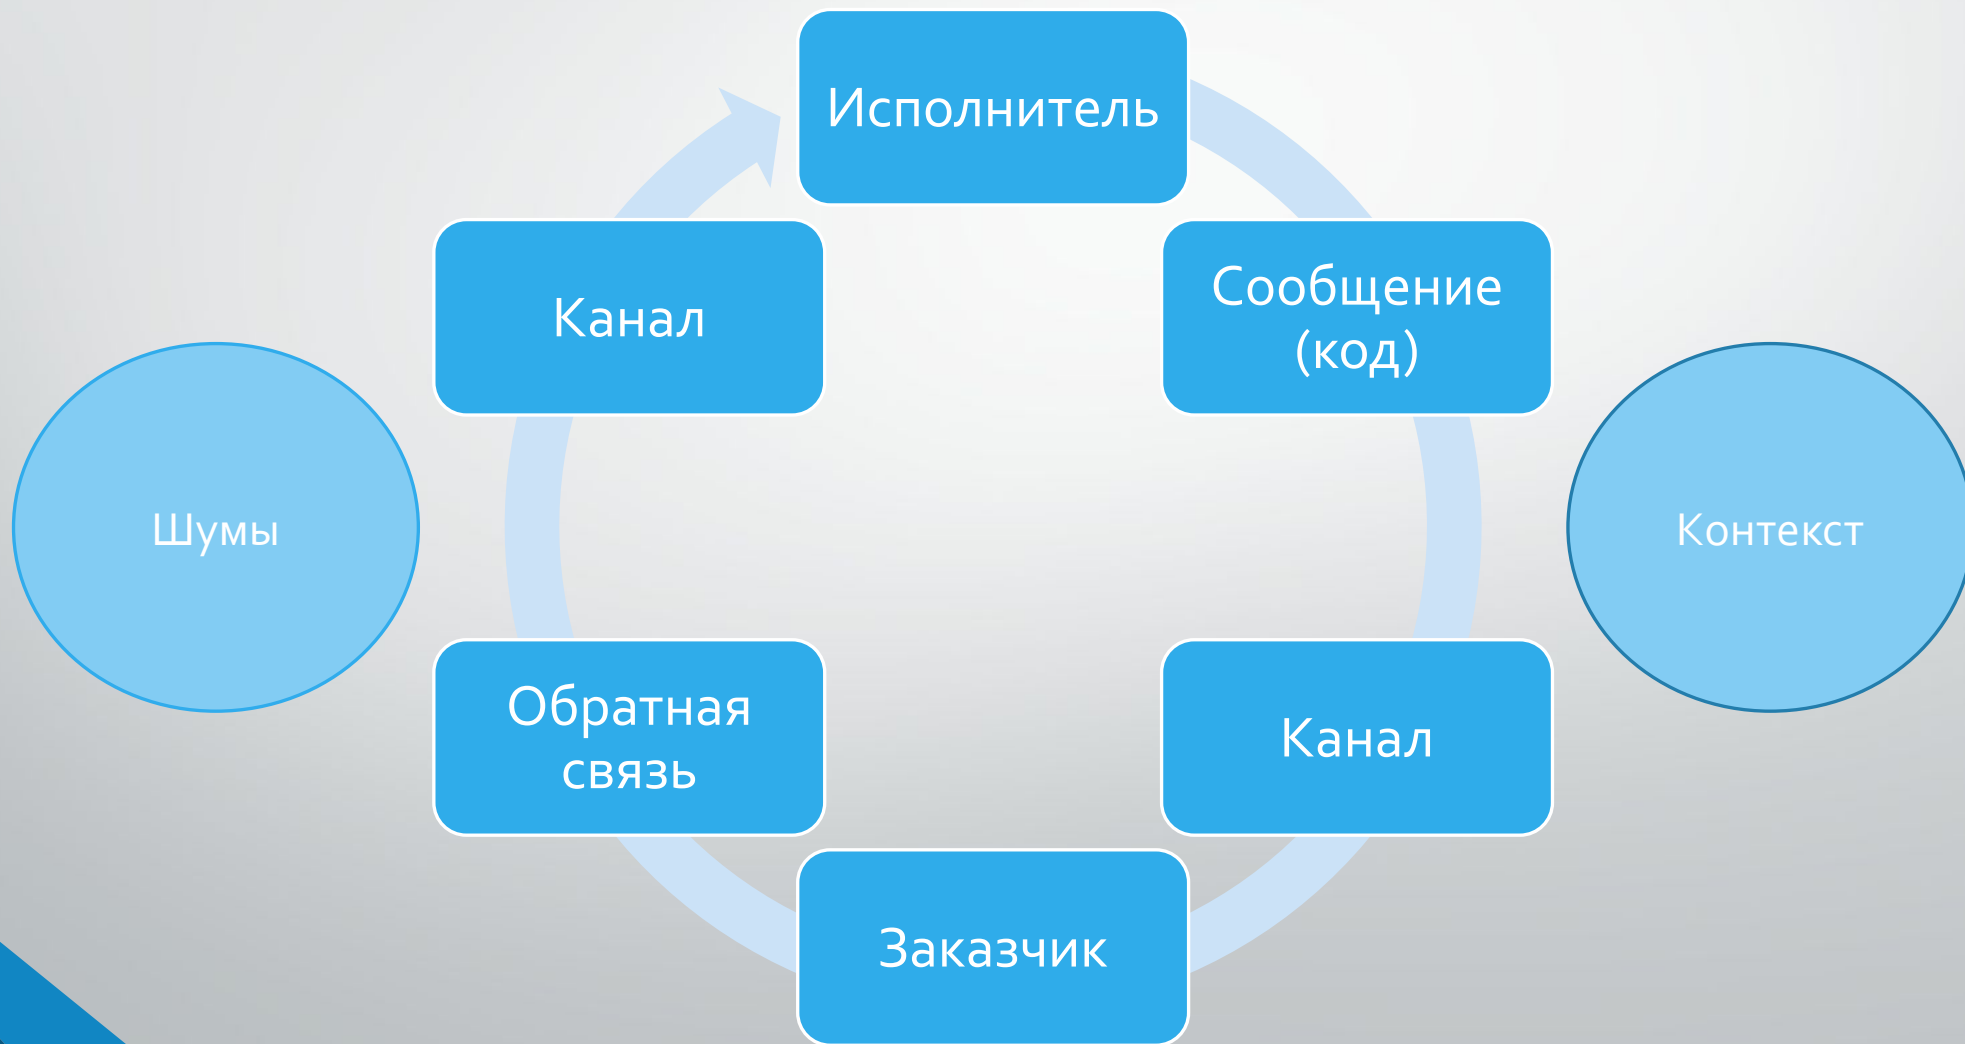 Исполнитель
Сообщение
(код)
Канал
Заказчик
Обратная
связь
Канал
Шумы
Контекст